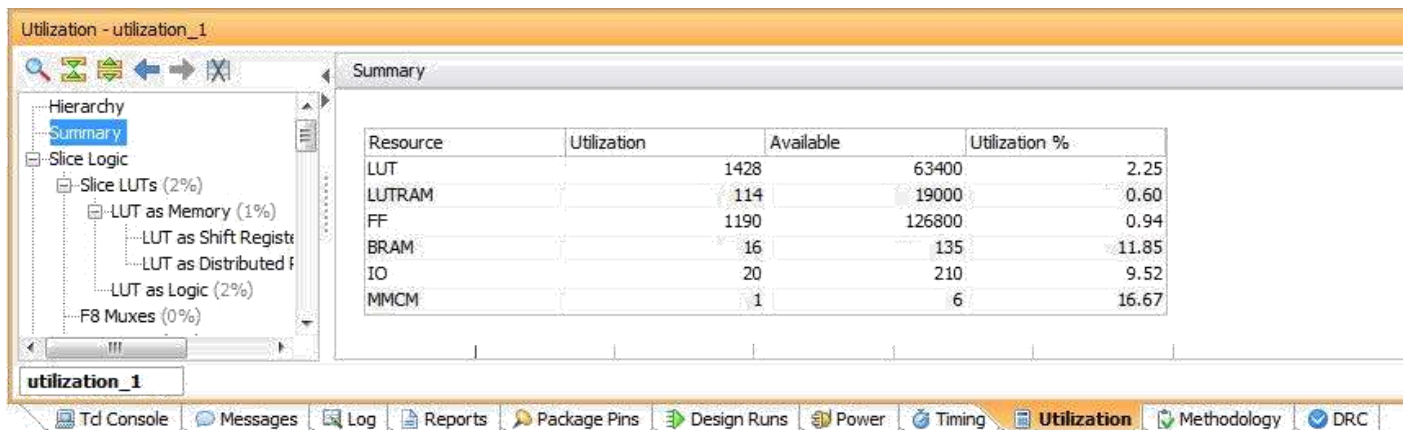 Utilization - utilization_1
Summary
Hierarchy
Summary
Slice Logic
Slice LUTs (2%)
LUT as Memory (1%)
LUT as Shift Registe
LUT as Distributed
LUT as Logic (2%)
F8 Muxes (0%)
Resource Utilization Available Utilization %
LUT 1428 63400 2.25
LUTRAM 114 19000 0.60
FF 1190 126800 0.94
BRAM 16 135 11.85
IO 20 210 9.52
MMCM 1 6 16.67
utilization_1
Tcl Console Messages Log Reports Package Pins Design Runs Power Timing Utilization Methodology DRC